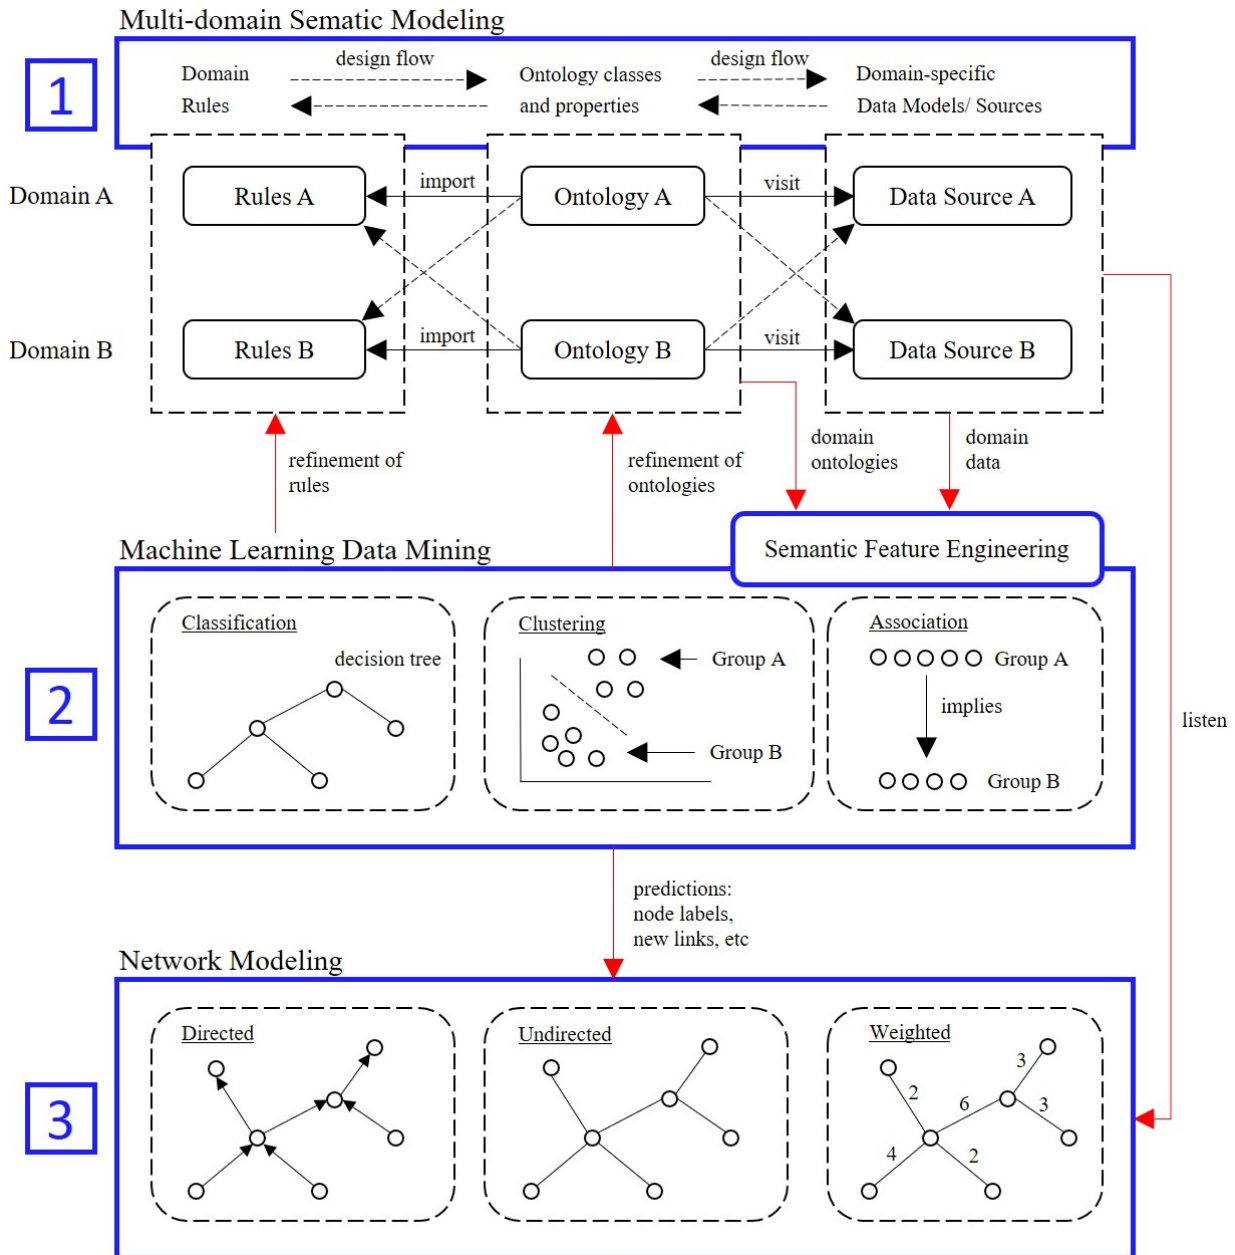 Multi-domain Sematic Modeling
1
Domain
Rules
design flow
Ontology classes
and properties
design flow
Domain-specific
Data Models/ Sources
Domain A
Rules A
import
Ontology A
visit
Data Source A
Domain B
Rules B
import
Ontology B
visit
Data Source B
refinement of
rules
refinement of
ontologies
domain
ontologies
domain
data
Machine Learning Data Mining
Semantic Feature Engineering
2
Classification
decision tree
Clustering
Group A
Group B
Association
Group A
implies
Group B
listen
predictions:
node labels,
new links, etc
Network Modeling
3
Directed
Undirected
Weighted
3
2
6
3
4
2